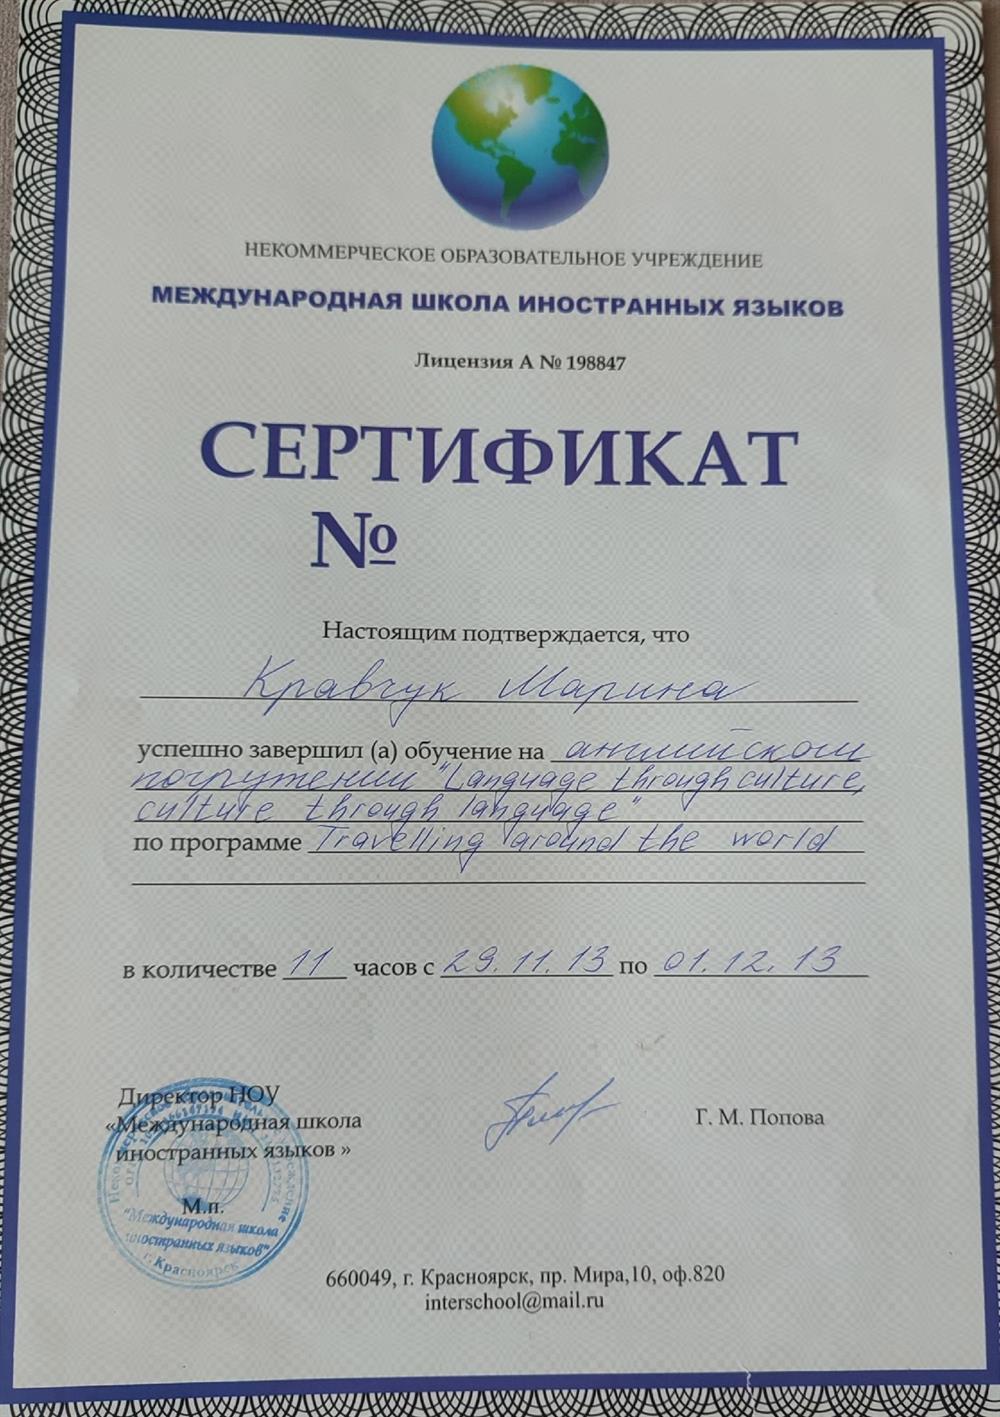 НЕКОММЕРЧЕСКОЕ ОБРАЗОВАТЕЛЬНОЕ УЧРЕЖДЕНИЕ
МЕЖДУНАРОДНАЯ ШКОЛА ИНОСТРАННЫХ ЯЗЫКОВ
Лицензия А № 198847
СЕРТИФИКАТ
№
Настоящим подтверждается, что
Кравчук Марина
успешно завершил (а) обучение на английском
погружении "Language through culture,
culture through language"
по программе Travelling around the world
в количестве 11 часов с 29.11.13 по 01.12.13
Директор НОУ
«Международная школа
иностранных языков »
Г. М. Попова
М.п.
"Международная школа
иностранных языков"
г. Красноярск
660049, г. Красноярск, пр. Мира,10, оф.820
interschool@mail.ru